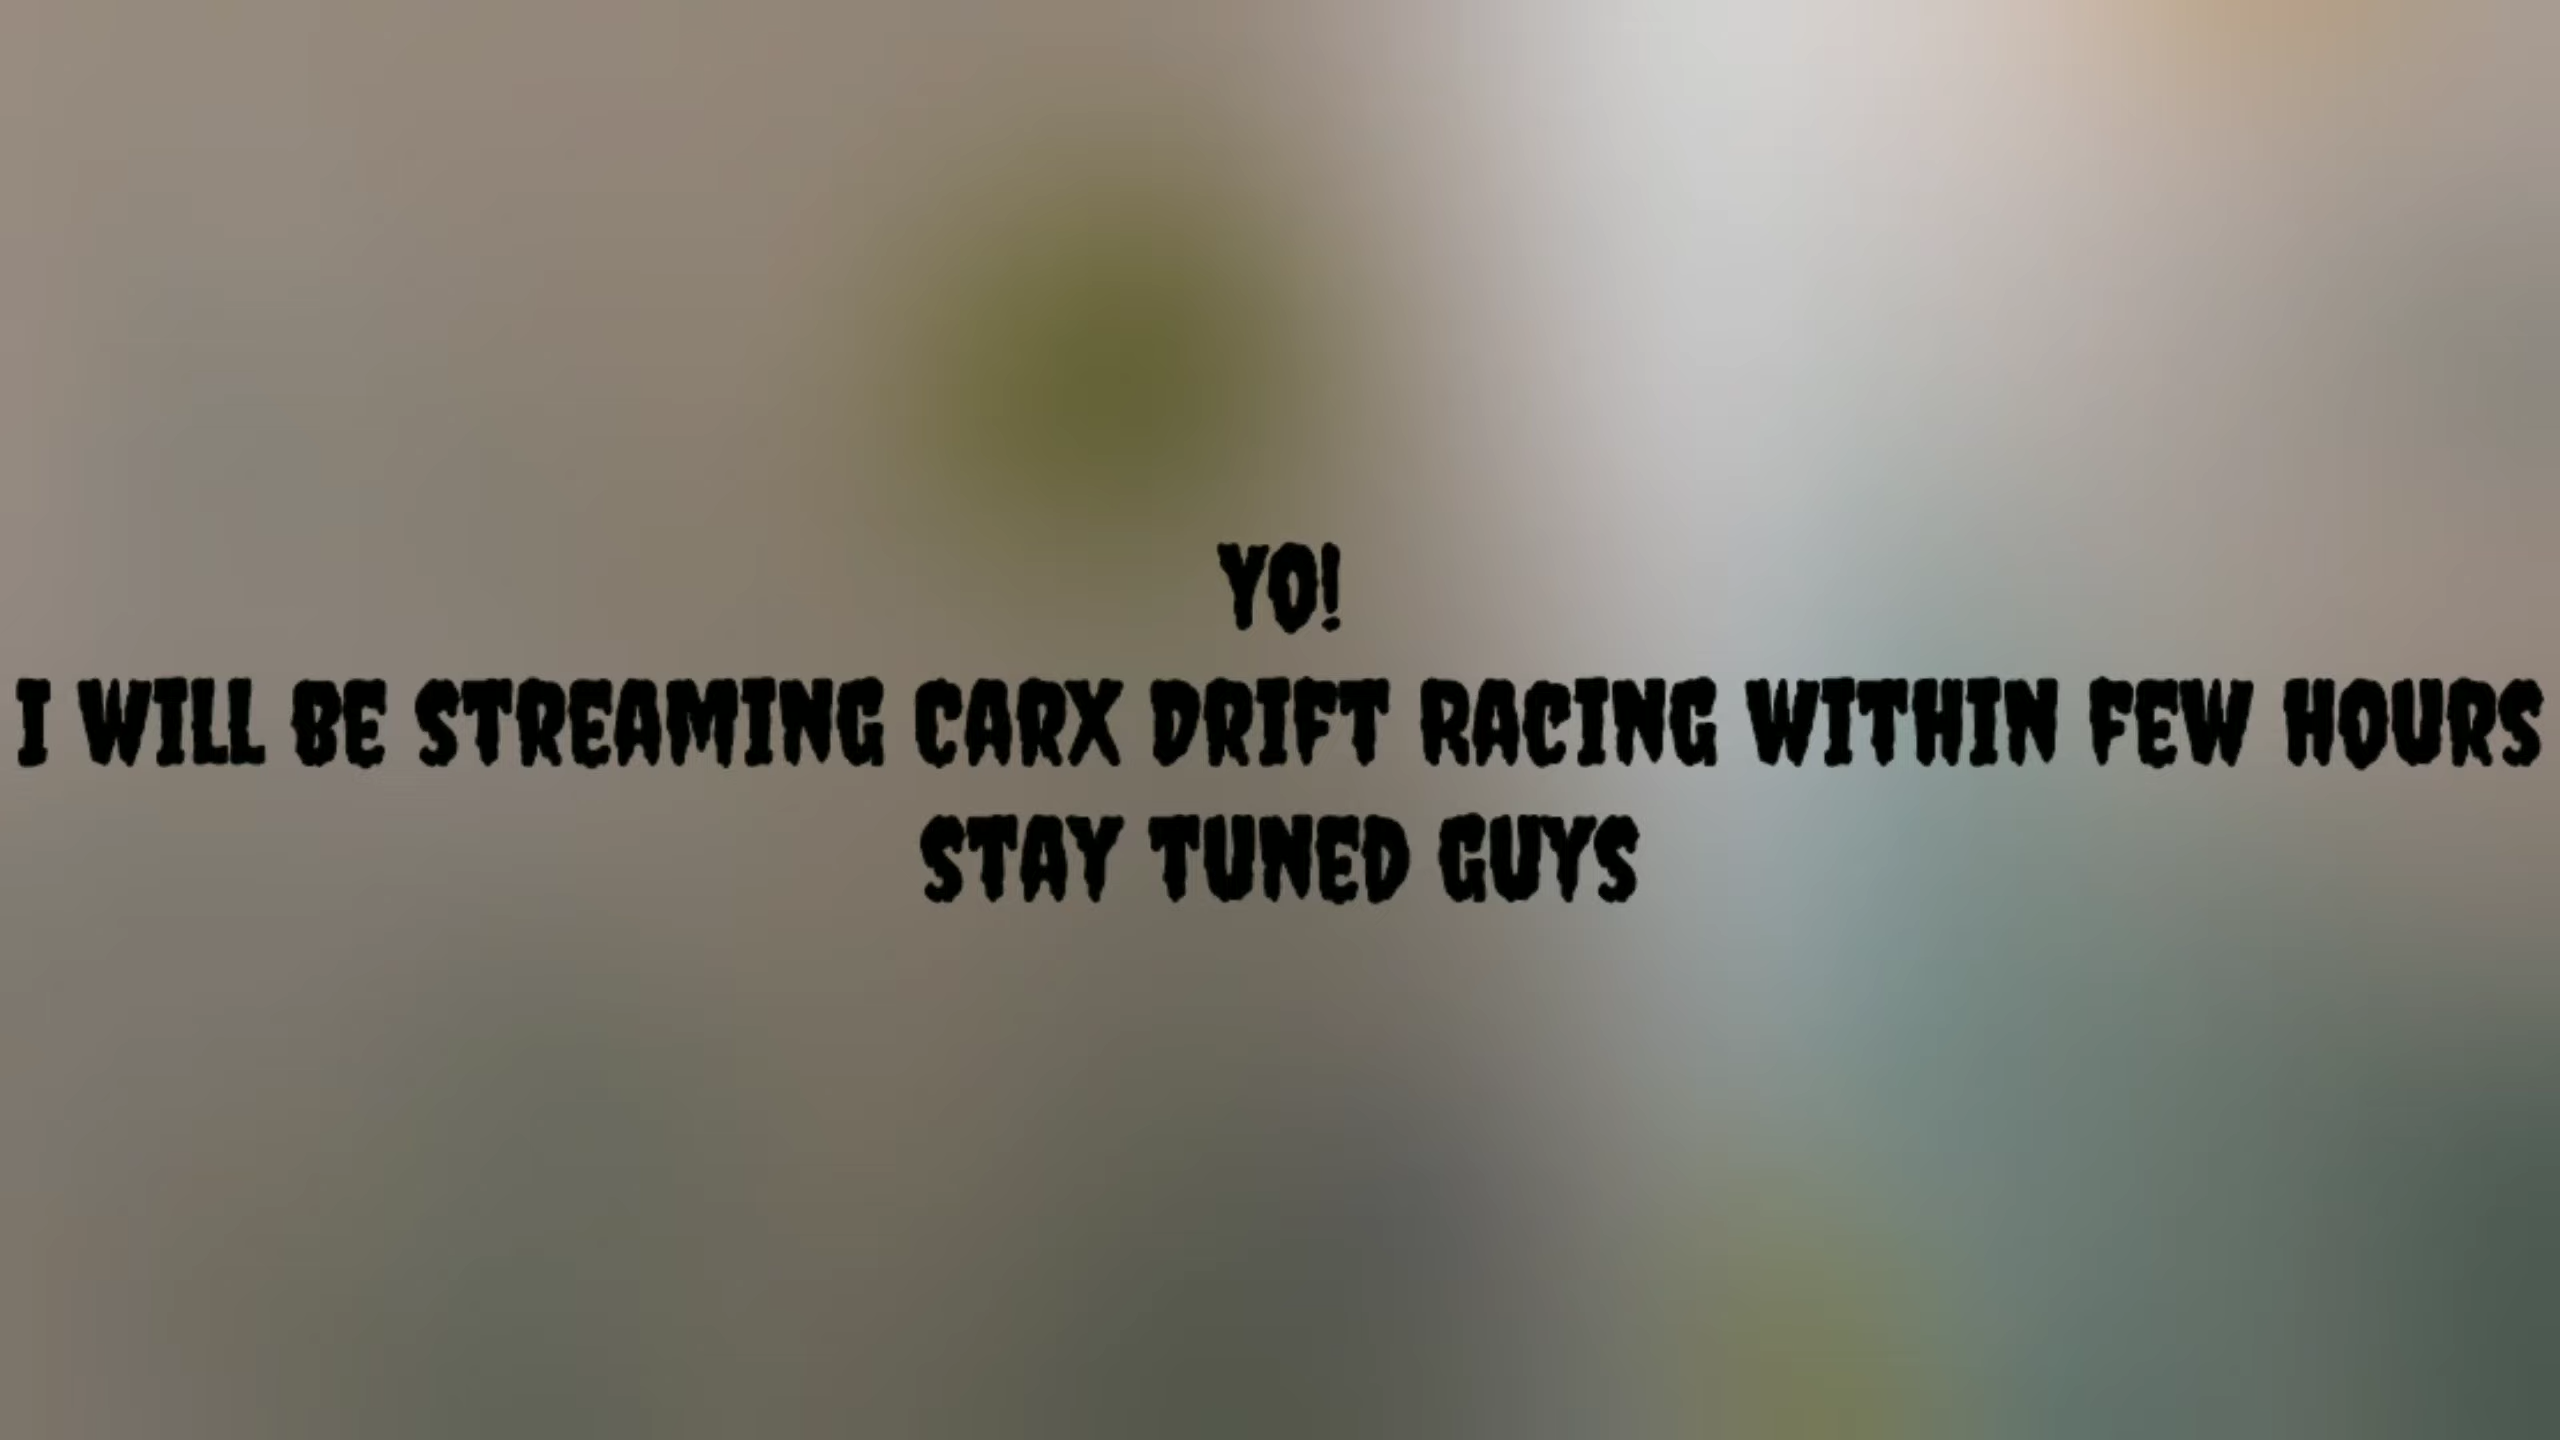 YO!
I WILL BE STREAMING CARX DRIFT RACING WITHIN FEW HOURS
STAY TUNED GUYS